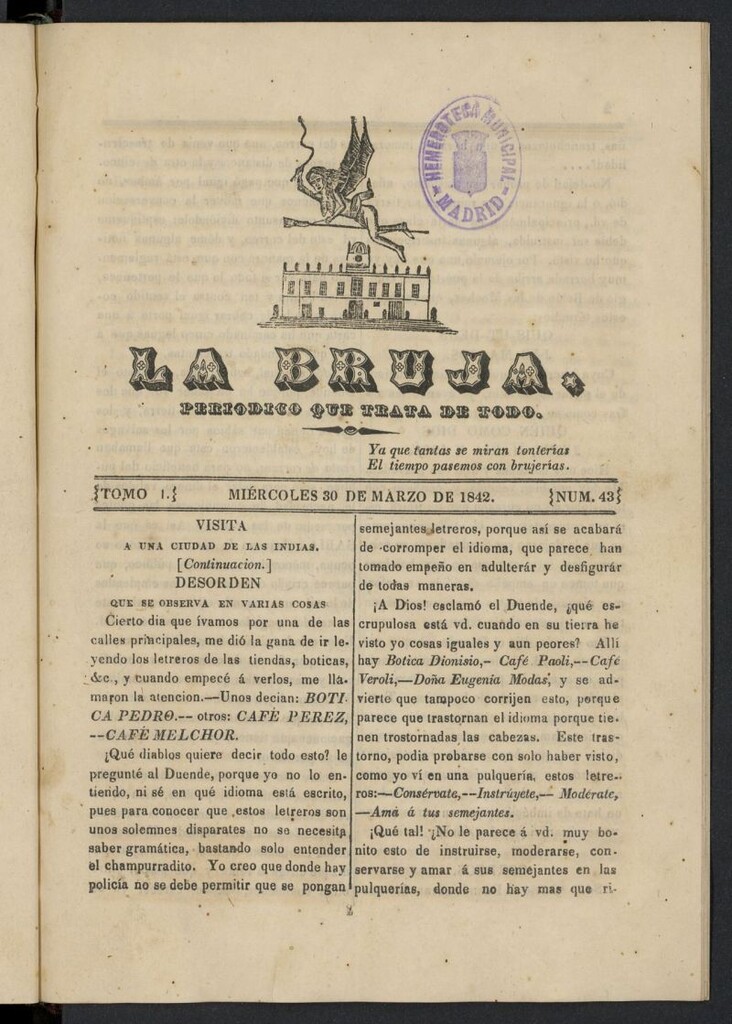 HEMEROTECA MUNICIPAL
MADRID
LA BRUJA.
PERIODICO QUE TRATA DE TODO.
Ya que tantas se miran tonterias
El tiempo pasemos con brujerias.
TOMO 1.
MIÉRCOLES 30 DE MARZO DE 1842.
NUM. 43
VISITA
A UNA CIUDAD DE LAS INDIAS.
[Continuacion.]
DESORDEN
QUE SE OBSERVA EN VARIAS COSAS
Cierto dia que ívamos por una de las
calles principales, me dió la gana de ir le-
yendo los letreros de las tiendas, boticas,
&c., y cuando empecé á verlos, me lla-
maron la atencion.—Unos decian: BOTI-
CA PEDRO.-- otros: CAFÉ PEREZ,
--CAFÉ MELCHOR.
¿Qué diablos quiere decir todo esto? le
pregunté al Duende, porque yo no lo en-
tiendo, ni sé en qué idioma está escrito,
pues para conocer que estos letreros son
unos solemnes disparates no se necesita
saber gramática, bastando solo entender
el champurradito. Yo creo que donde hay
policía no se debe permitir que se pongan
semejantes letreros, porque así se acabará
de corromper el idioma, que parece han
tomado empeño en adulterár y desfigurár
de todas maneras.
¡A Dios! esclamó el Duende, ¿qué es-
crupulosa está vd. cuando en su tierra he
visto yo cosas iguales y aun peores? Allí
hay Botica Dionisio,- Café Paoli,--Café
Veroli,—Doña Eugenia Modas, y se ad-
vierte que tampoco corrijen esto, porque
parece que trastornan el idioma porque tie-
nen trostornadas las cabezas. Este tras-
torno, podia probarse con solo haber visto,
como yo ví en una pulquería, estos letre-
ros:—Consérvate,--Instrúyete,— Modérate,
—Ama á tus semejantes.
¡Qué tal! ¿No le parece á vd. muy bo-
nito esto de instruirse, moderarse, con-
servarse y amar á sus semejantes en las
pulquerías, donde no hay mas que ri-